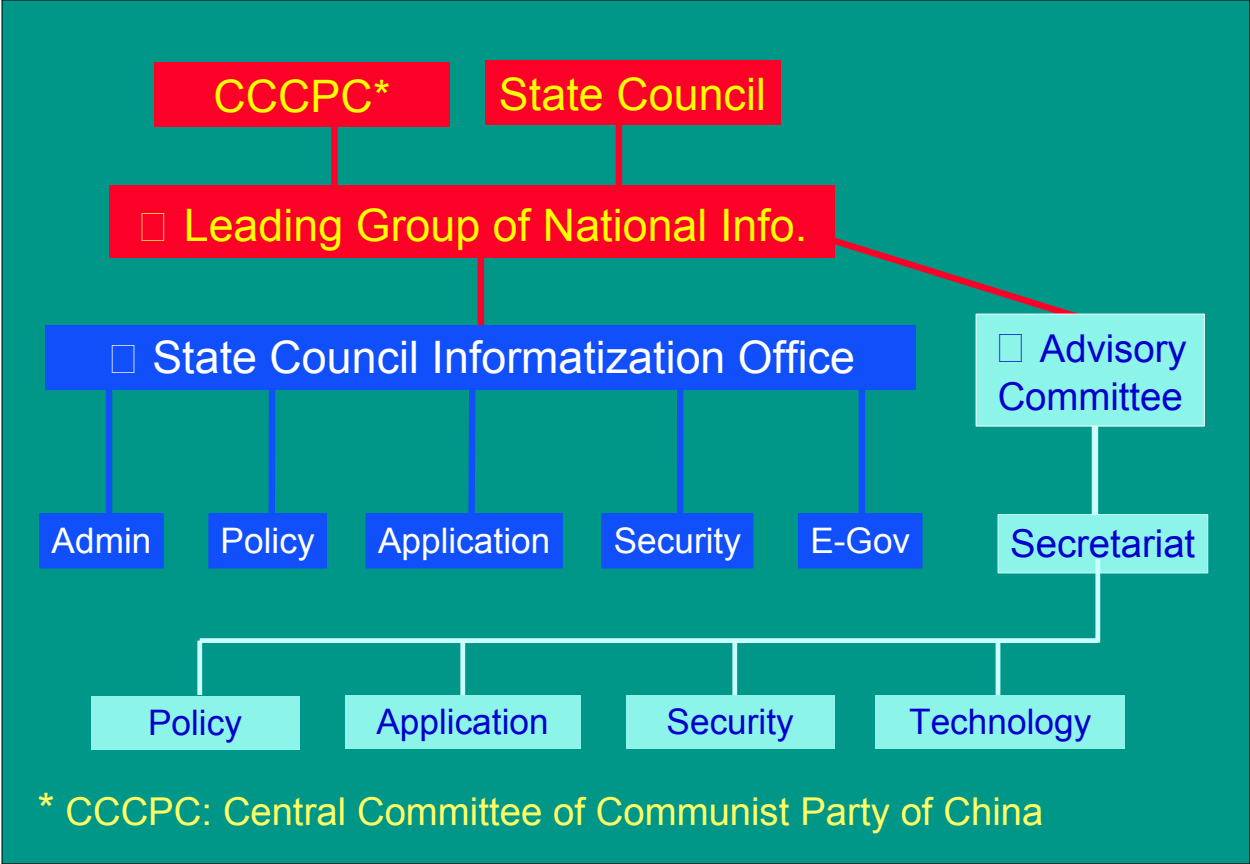 CCCPC*
State Council
Leading Group of National Info.
State Council Informatization Office
Advisory
Committee
Admin
Policy
Application
Security
E-Gov
Secretariat
Policy
Application
Security
Technology
* CCCPC: Central Committee of Communist Party of China